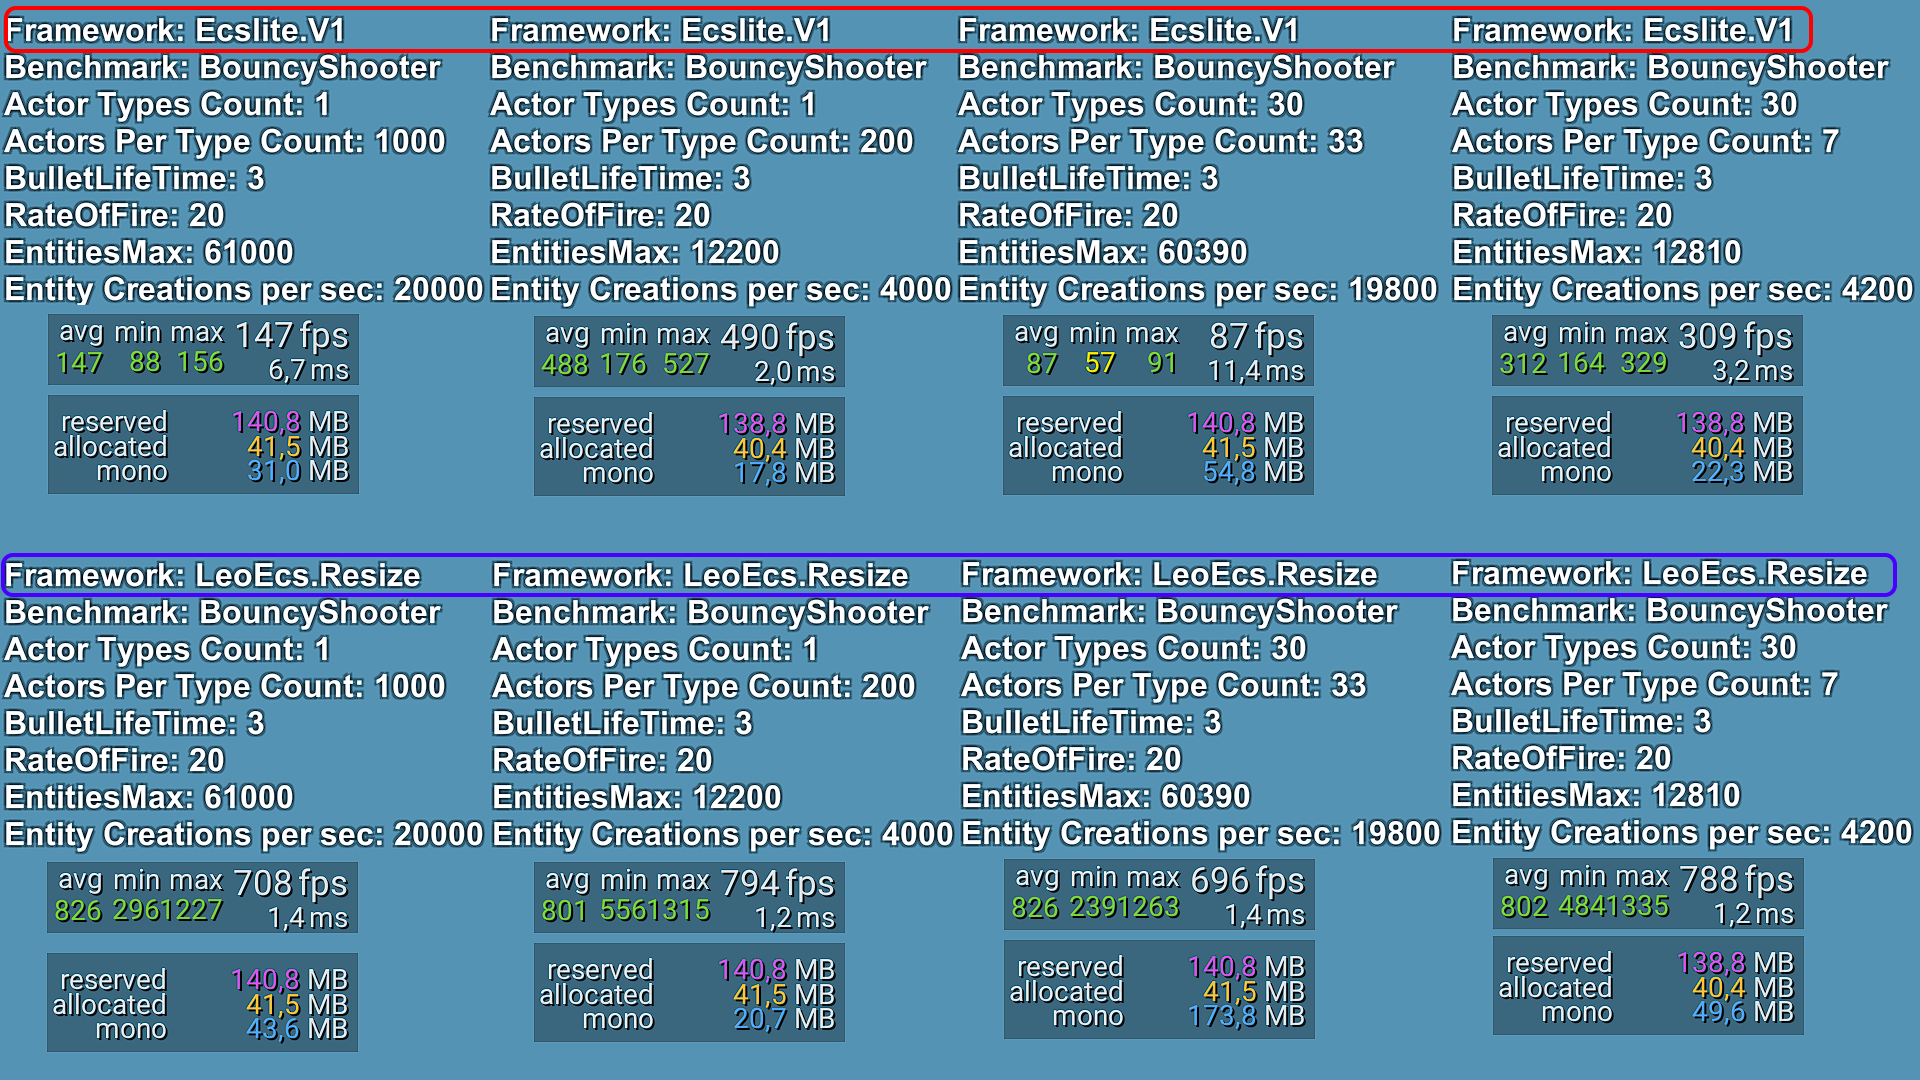 Framework: Ecslite.V1
Benchmark: BouncyShooter
Actor Types Count: 1
Actors Per Type Count: 1000
BulletLifeTime: 3
RateOfFire: 20
EntitiesMax: 61000
Entity Creations per sec: 20000
avg min max 147 fps
147 88 156 6,7 ms
reserved 140,8 MB
allocated 41,5 MB
mono 31,0 MB
Framework: Ecslite.V1
Benchmark: BouncyShooter
Actor Types Count: 1
Actors Per Type Count: 200
BulletLifeTime: 3
RateOfFire: 20
EntitiesMax: 12200
Entity Creations per sec: 4000
avg min max 490 fps
488 176 527 2,0 ms
reserved 138,8 MB
allocated 40,4 MB
mono 17,8 MB
Framework: Ecslite.V1
Benchmark: BouncyShooter
Actor Types Count: 30
Actors Per Type Count: 33
BulletLifeTime: 3
RateOfFire: 20
EntitiesMax: 60390
Entity Creations per sec: 19800
avg min max 87 fps
87 57 91 11,4 ms
reserved 140,8 MB
allocated 41,5 MB
mono 54,8 MB
Framework: Ecslite.V1
Benchmark: BouncyShooter
Actor Types Count: 30
Actors Per Type Count: 7
BulletLifeTime: 3
RateOfFire: 20
EntitiesMax: 12810
Entity Creations per sec: 4200
avg min max 309 fps
312 164 329 3,2 ms
reserved 138,8 MB
allocated 40,4 MB
mono 22,3 MB
Framework: LeoEcs.Resize
Benchmark: BouncyShooter
Actor Types Count: 1
Actors Per Type Count: 1000
BulletLifeTime: 3
RateOfFire: 20
EntitiesMax: 61000
Entity Creations per sec: 20000
avg min max 708 fps
826 2961227 1,4 ms
reserved 140,8 MB
allocated 41,5 MB
mono 43,6 MB
Framework: LeoEcs.Resize
Benchmark: BouncyShooter
Actor Types Count: 1
Actors Per Type Count: 200
BulletLifeTime: 3
RateOfFire: 20
EntitiesMax: 12200
Entity Creations per sec: 4000
avg min max 794 fps
801 5561315 1,2 ms
reserved 140,8 MB
allocated 41,5 MB
mono 20,7 MB
Framework: LeoEcs.Resize
Benchmark: BouncyShooter
Actor Types Count: 30
Actors Per Type Count: 33
BulletLifeTime: 3
RateOfFire: 20
EntitiesMax: 60390
Entity Creations per sec: 19800
avg min max 696 fps
826 2391263 1,4 ms
reserved 140,8 MB
allocated 41,5 MB
mono 173,8 MB
Framework: LeoEcs.Resize
Benchmark: BouncyShooter
Actor Types Count: 30
Actors Per Type Count: 7
BulletLifeTime: 3
RateOfFire: 20
EntitiesMax: 12810
Entity Creations per sec: 4200
avg min max 788 fps
802 4841335 1,2 ms
reserved 138,8 MB
allocated 40,4 MB
mono 49,6 MB